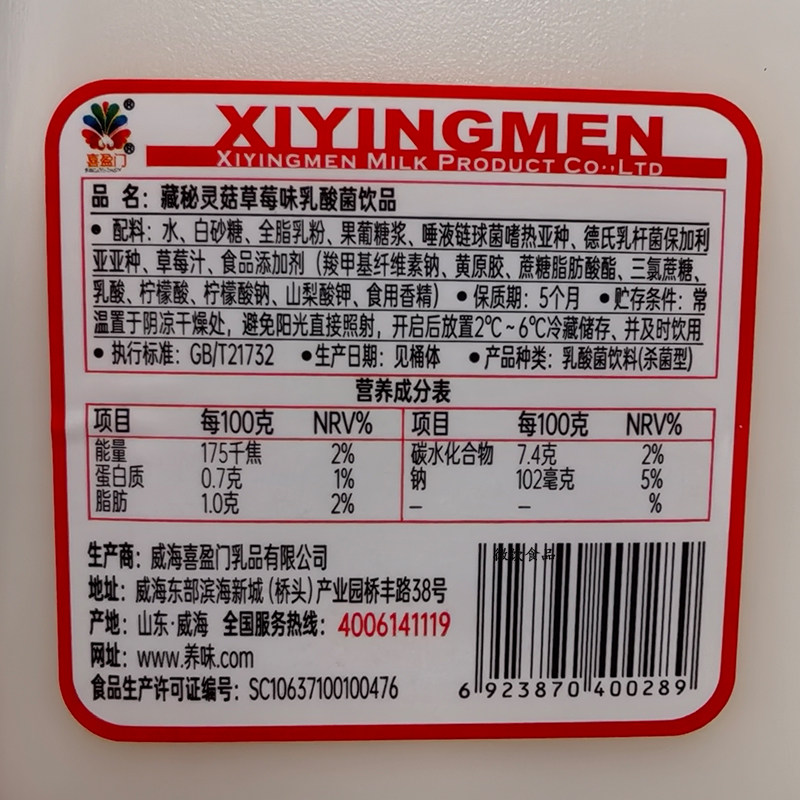 XIYINGMEN
XIYINGMEN MILK PRODUCT CO.,LTD
喜盈门
品 名：藏秘灵菇草莓味乳酸菌饮品
● 配料：水、白砂糖、全脂乳粉、果葡糖浆、唾液链球菌嗜热亚种、德氏乳杆菌保加利
亚亚种、草莓汁、食品添加剂（羧甲基纤维素钠、黄原胶、蔗糖脂肪酸酯、三氯蔗糖、
乳酸、柠檬酸、柠檬酸钠、山梨酸钾、食用香精）●保质期：5个月 ●贮存条件：常
温置于阴凉干燥处，避免阳光直接照射，开启后放置2℃~6℃冷藏储存、并及时饮用
● 执行标准：GB/T21732 ●生产日期：见桶体 ●产品种类：乳酸菌饮料(杀菌型)
营养成分表
项目 每100克 NRV% 项目 每100克 NRV%
能量 175千焦 2% 碳水化合物 7.4克 2%
蛋白质 0.7克 1% 钠 102毫克 5%
脂肪 1.0克 2% — — %
生产商：威海喜盈门乳品有限公司
地址：威海东部滨海新城（桥头）产业园桥丰路38号
产地：山东·威海 全国服务热线：4006141119
网址：www.养味.com
食品生产许可证编号：SC10637100100476
6 923870 400289